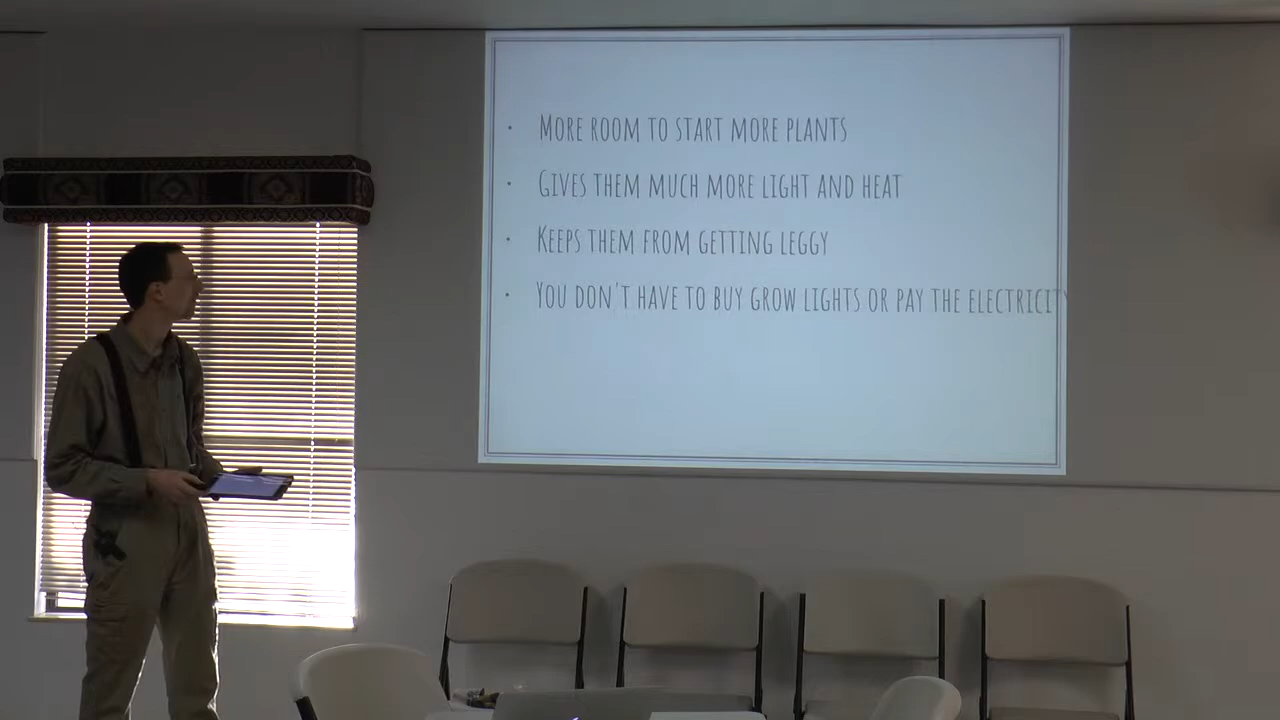 • More room to start more plants
• Gives them much more light and heat
• Keeps them from getting leggy
• You don't have to buy grow lights or pay the electricity